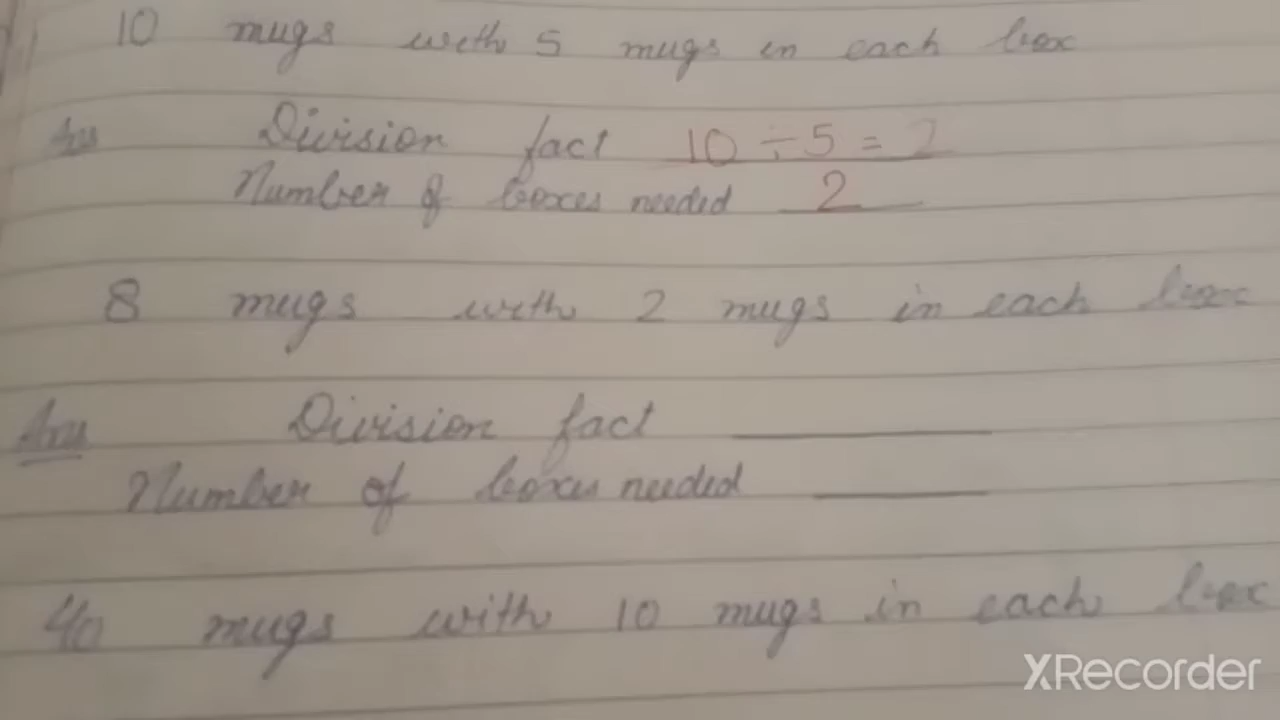 10 mugs with 5 mugs in each box
Ans Division fact 10 ÷ 5 = 2
Number of boxes needed 2
8 mugs with 2 mugs in each box
Ans Division fact
Number of boxes needed
40 mugs with 10 mugs in each box
XRecorder